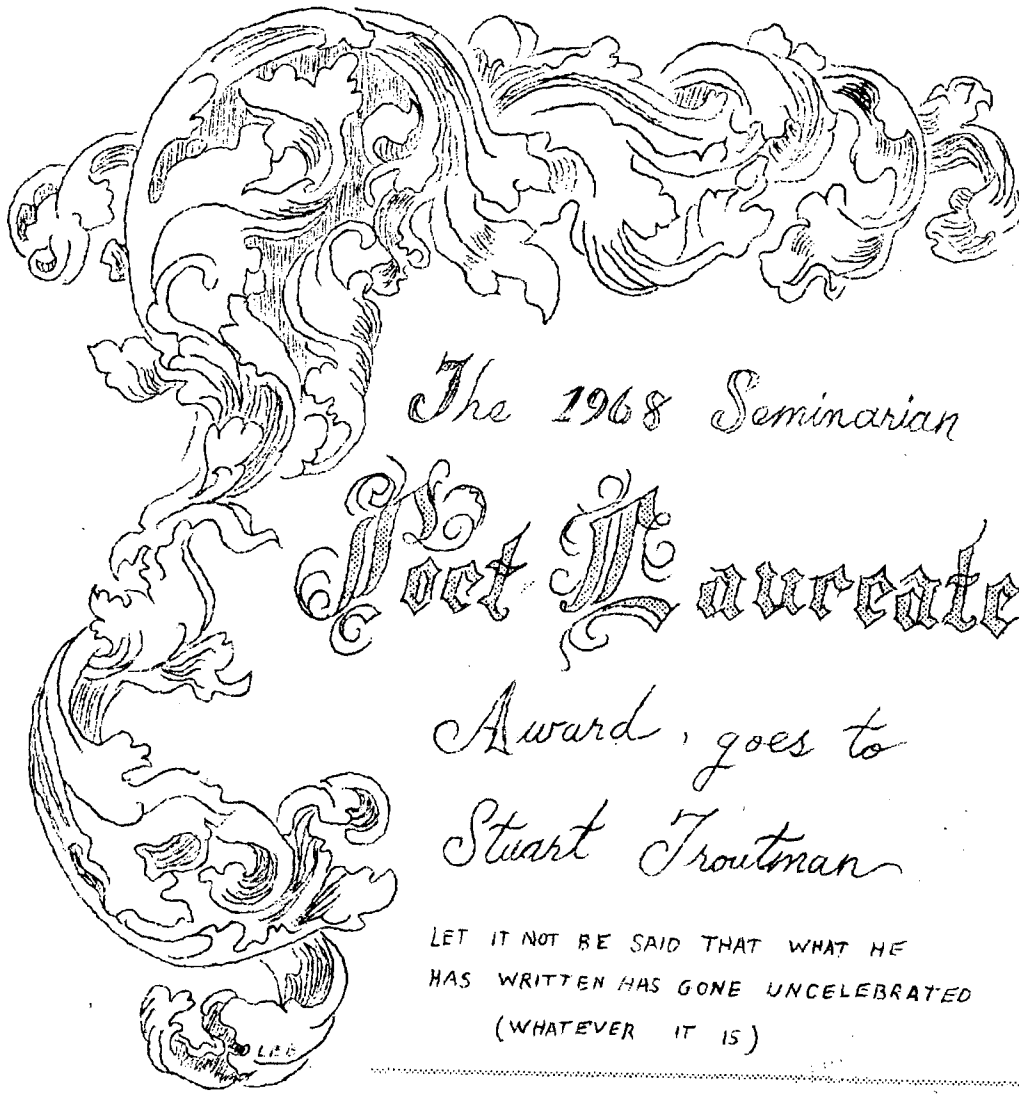 The 1968 Seminarian
Poet Laureate
Award, goes to
Stuart Troutman
LET IT NOT BE SAID THAT WHAT HE
HAS WRITTEN HAS GONE UNCELEBRATED
(WHATEVER IT IS)
LEE